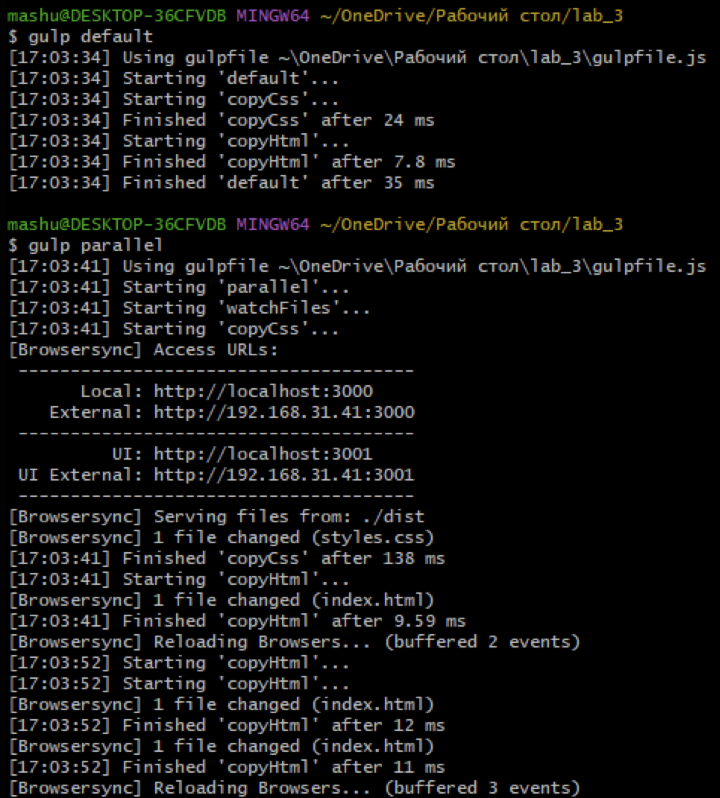 mashu@DESKTOP-36CFVDB MINGW64 ~/OneDrive/Рабочий стол/lab_3
$ gulp default
[17:03:34] Using gulpfile ~\OneDrive\Рабочий стол\lab_3\gulpfile.js
[17:03:34] Starting 'default'...
[17:03:34] Starting 'copyCss'...
[17:03:34] Finished 'copyCss' after 24 ms
[17:03:34] Starting 'copyHtml'...
[17:03:34] Finished 'copyHtml' after 7.8 ms
[17:03:34] Finished 'default' after 35 ms
mashu@DESKTOP-36CFVDB MINGW64 ~/OneDrive/Рабочий стол/lab_3
$ gulp parallel
[17:03:41] Using gulpfile ~\OneDrive\Рабочий стол\lab_3\gulpfile.js
[17:03:41] Starting 'parallel'...
[17:03:41] Starting 'watchFiles'...
[17:03:41] Starting 'copyCss'...
[Browsersync] Access URLs:
--------------------------------------
Local: http://localhost:3000
External: http://192.168.31.41:3000
--------------------------------------
UI: http://localhost:3001
UI External: http://192.168.31.41:3001
--------------------------------------
[Browsersync] Serving files from: ./dist
[Browsersync] 1 file changed (styles.css)
[17:03:41] Finished 'copyCss' after 138 ms
[17:03:41] Starting 'copyHtml'...
[Browsersync] 1 file changed (index.html)
[17:03:41] Finished 'copyHtml' after 9.59 ms
[Browsersync] Reloading Browsers... (buffered 2 events)
[17:03:52] Starting 'copyHtml'...
[17:03:52] Starting 'copyHtml'...
[Browsersync] 1 file changed (index.html)
[17:03:52] Finished 'copyHtml' after 12 ms
[Browsersync] 1 file changed (index.html)
[17:03:52] Finished 'copyHtml' after 11 ms
[Browsersync] Reloading Browsers... (buffered 3 events)